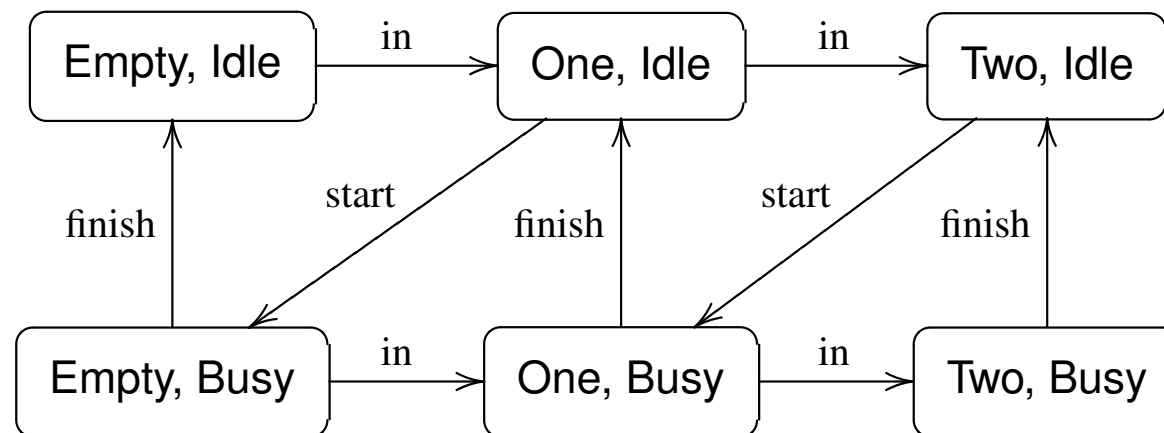 in
in
Empty, Idle
One, Idle
Two, Idle
start
start
finish
finish
finish
in
in
Empty, Busy
One, Busy
Two, Busy